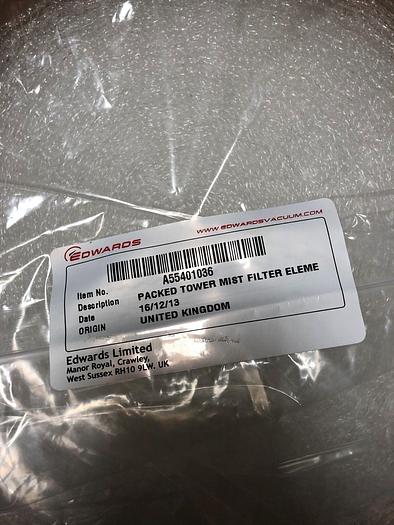 EDWARDS
WWW.EDWARDSVACUUM.COM
Item No. A55401036
Description PACKED TOWER MIST FILTER ELEME
Date 16/12/13
ORIGIN UNITED KINGDOM
Edwards Limited
Manor Royal, Crawley,
West Sussex RH10 9LW. UK